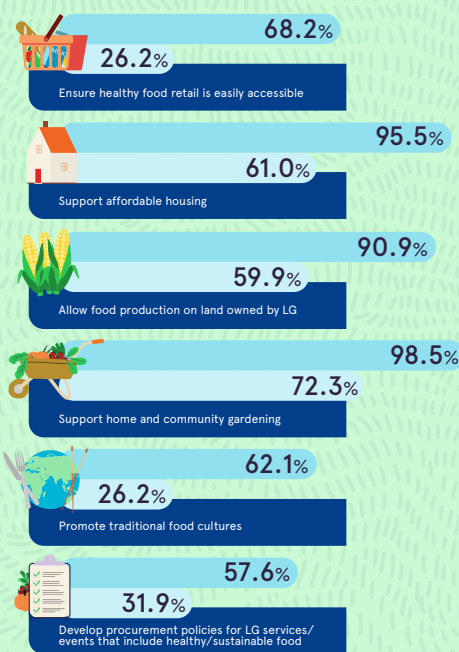 68.2%
26.2%
Ensure healthy food retail is easily accessible
95.5%
61.0%
Support affordable housing
90.9%
59.9%
Allow food production on land owned by LG
98.5%
72.3%
Support home and community gardening
62.1%
26.2%
Promote traditional food cultures
57.6%
31.9%
Develop procurement policies for LG services/
events that include healthy/sustainable food